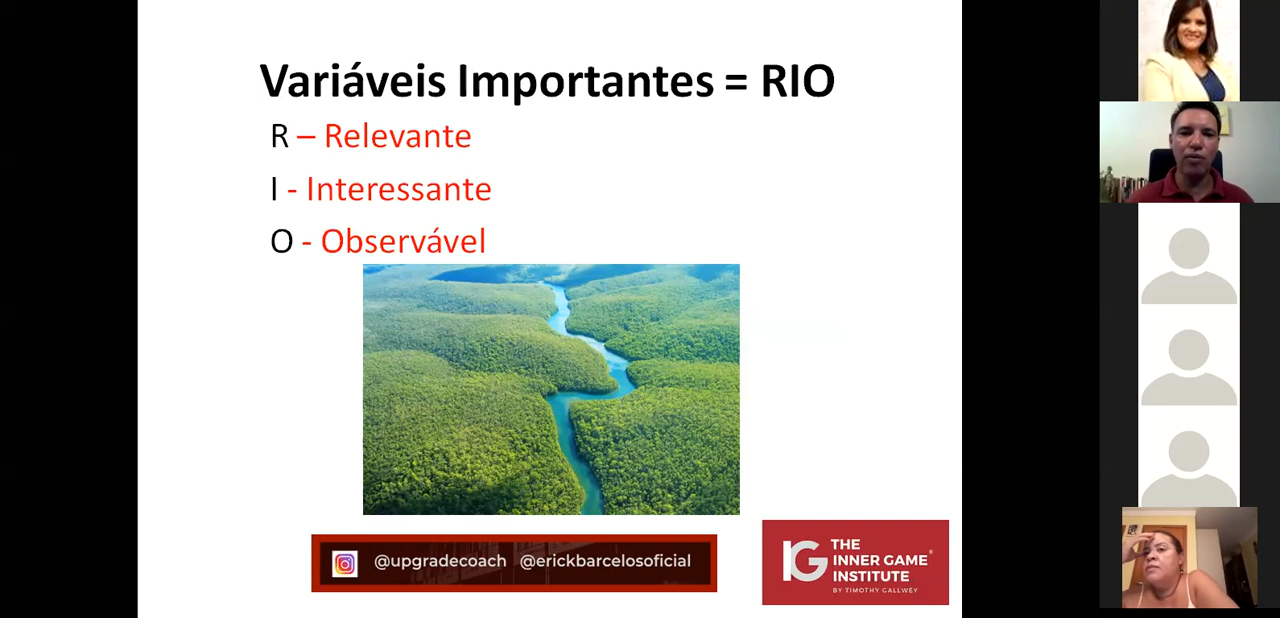 Variáveis Importantes = RIO
R – Relevante
I - Interessante
O - Observável
@upgradecoach @erickbarcelosoficial
IG THE
INNER GAME®
INSTITUTE
BY TIMOTHY GALLWEY